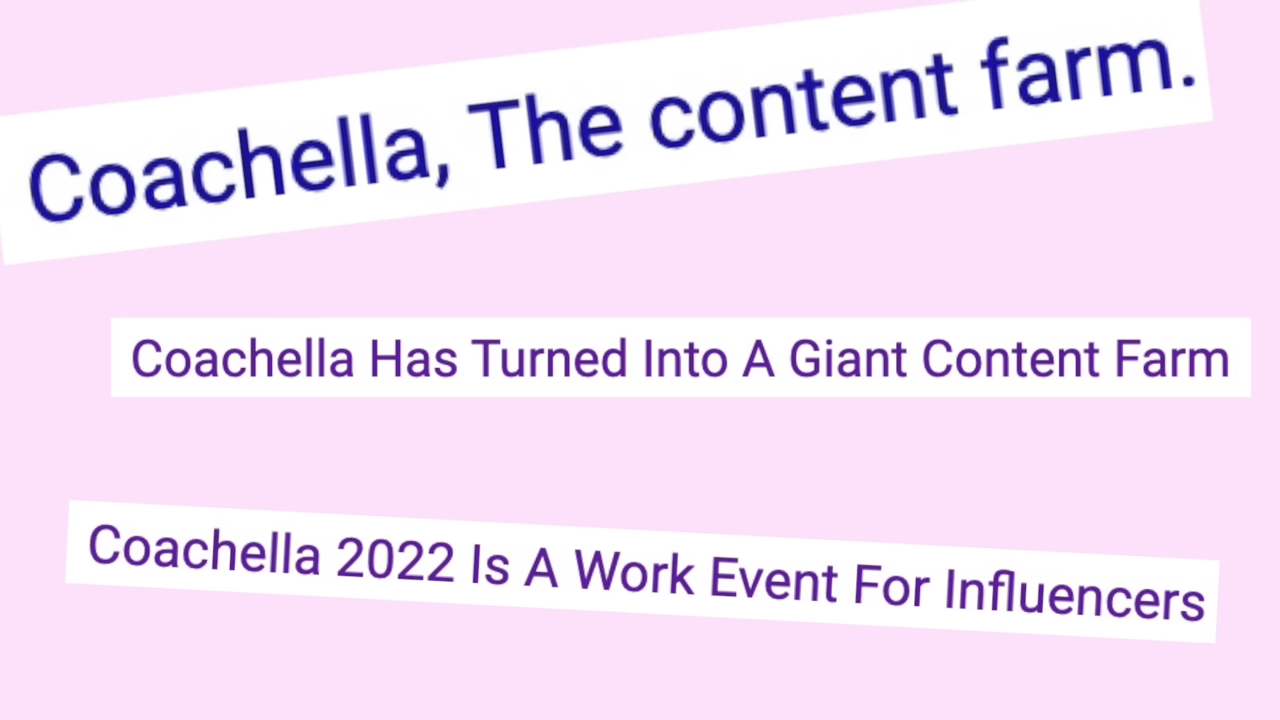 Coachella, The content farm.
Coachella Has Turned Into A Giant Content Farm
Coachella 2022 Is A Work Event For Influencers